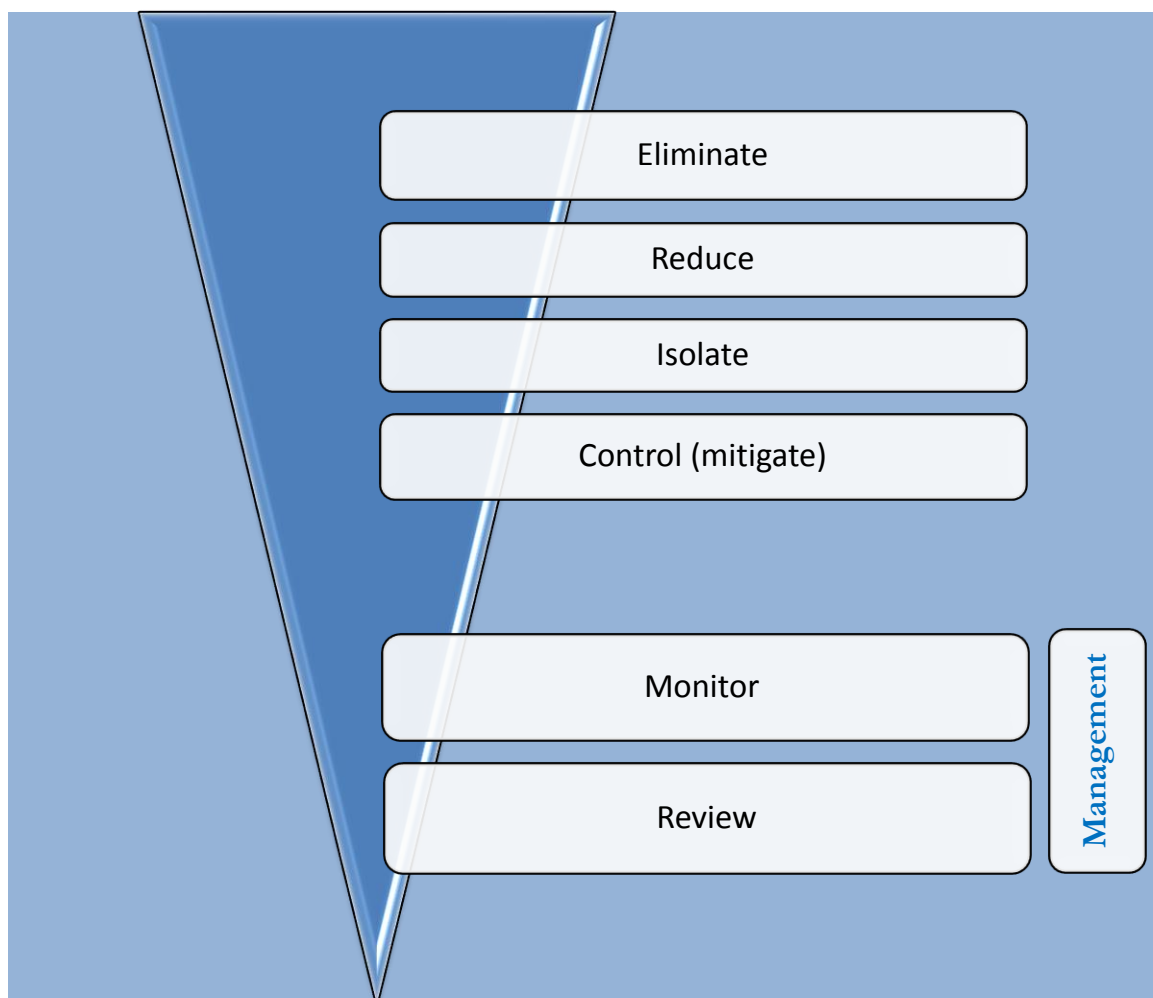 Eliminate
Reduce
Isolate
Control (mitigate)
Monitor
Management
Review